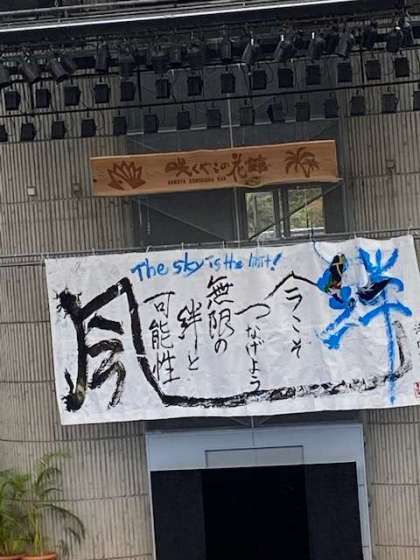 咲くやこの花館
SAKUYA KONOHANA KAN
The sky is the limit!
絆
今こそ
つなげよう
無限の
絆と
可能性
風